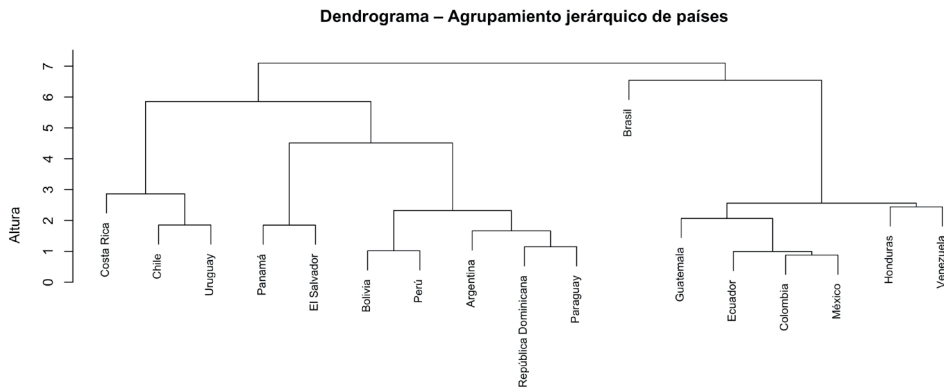 Dendrograma – Agrupamiento jerárquico de países
Altura
7
6
5
4
3
2
1
0
Costa Rica
Chile
Uruguay
Panamá
El Salvador
Bolivia
Perú
Argentina
República Dominicana
Paraguay
Brasil
Guatemala
Ecuador
Colombia
México
Honduras
Venezuela